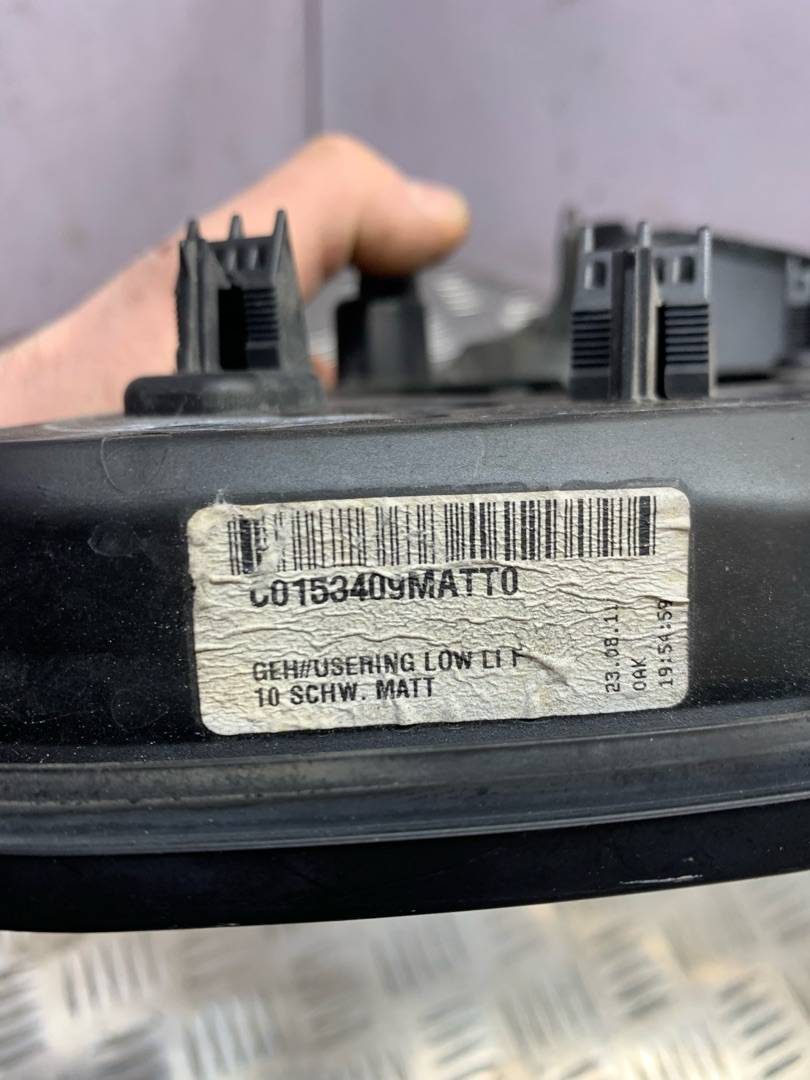 C0153409MATT0
GEH//USERING LOW LI F
10 SCHW. MATT
23.08.11
OAK
19:54:59